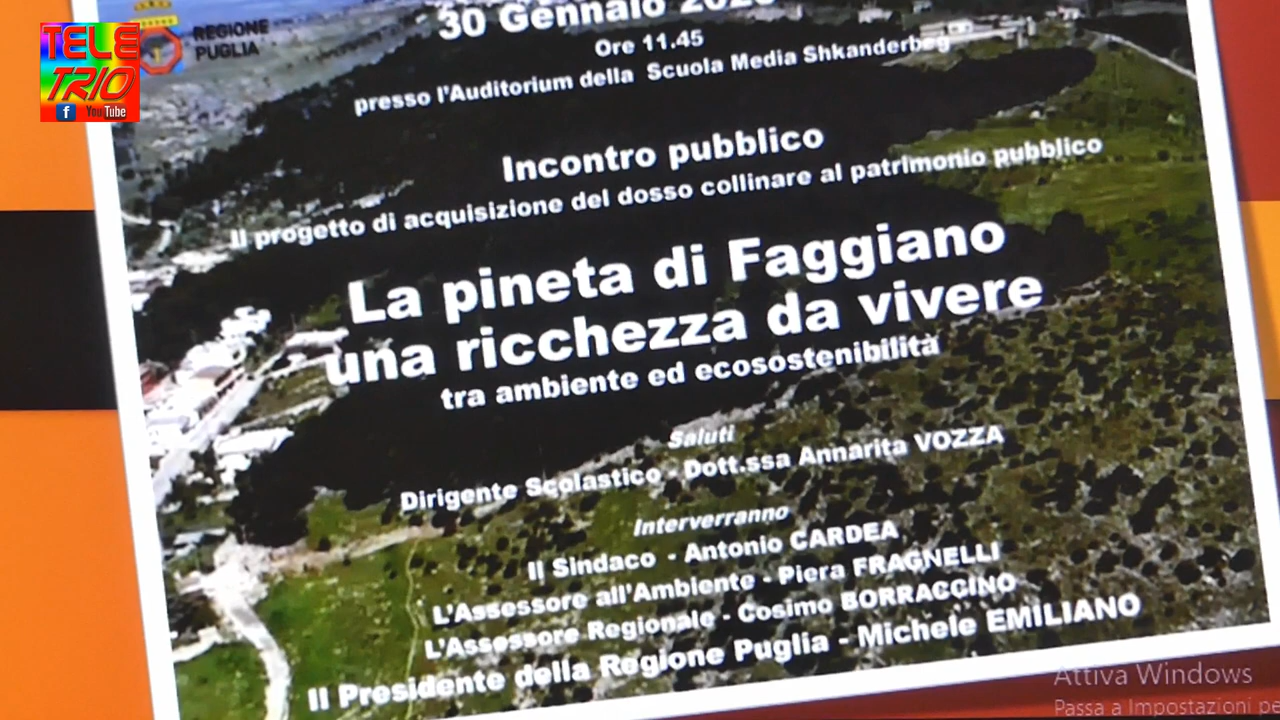 TELE
TRIO
f YouTube
REGIONE
PUGLIA
30 Gennaio
Ore 11.45
presso l'Auditorium della Scuola Media Shkanderbeg
Incontro pubblico
Il progetto di acquisizione del dosso collinare al patrimonio pubblico
La pineta di Faggiano
una ricchezza da vivere
tra ambiente ed ecosostenibilità
Saluti
Dirigente Scolastico - Dott.ssa Annarita VOZZA
Interverranno
Il Sindaco - Antonio CARDEA
L'Assessore all'Ambiente - Piera FRAGNELLI
L'Assessore Regionale - Cosimo BORRACCINO
Il Presidente della Regione Puglia - Michele EMILIANO
Attiva Windows
Passa a Impostazioni pe